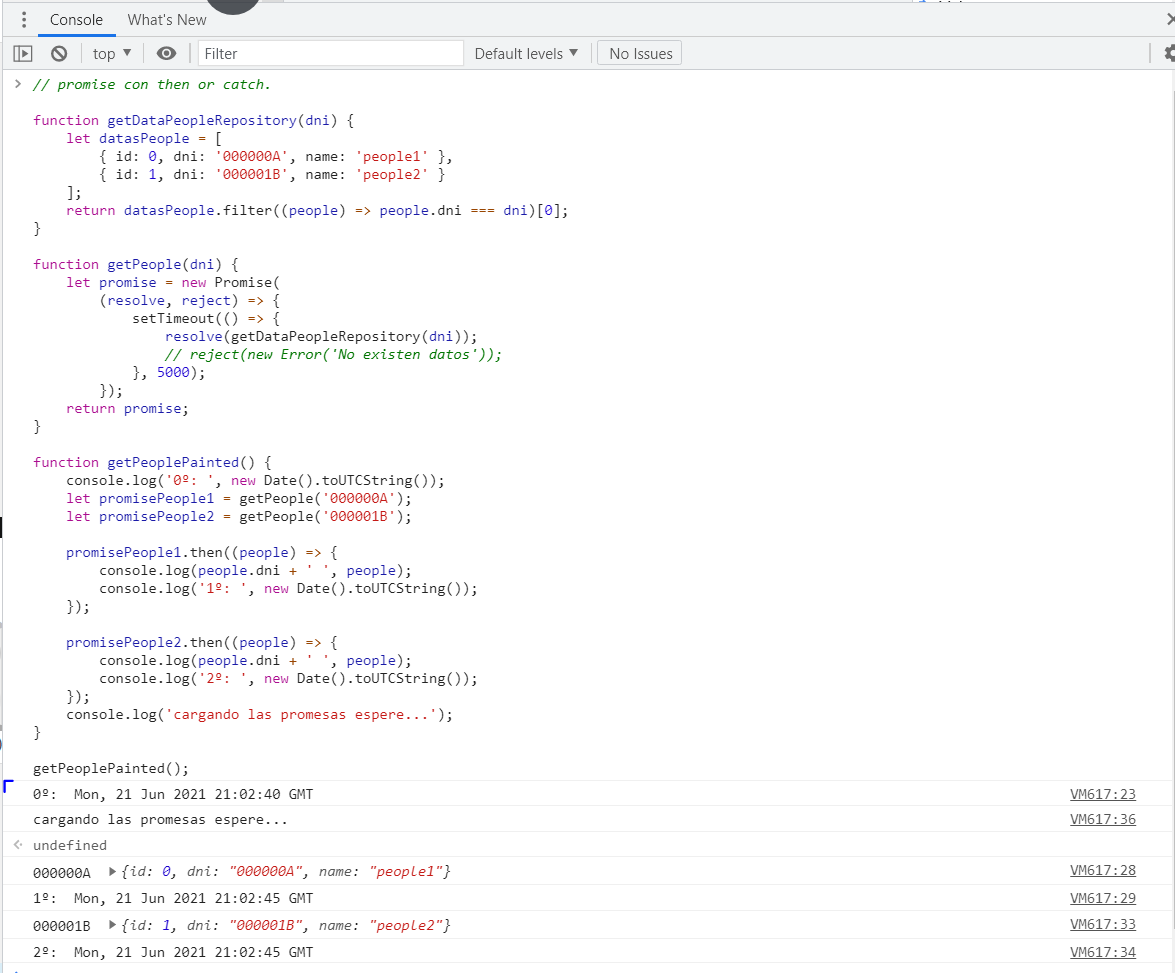 Console What's New
top ▼ Filter Default levels ▼ No Issues
> // promise con then or catch.
function getDataPeopleRepository(dni) {
    let datasPeople = [
        { id: 0, dni: '000000A', name: 'people1' },
        { id: 1, dni: '000001B', name: 'people2' }
    ];
    return datasPeople.filter((people) => people.dni === dni)[0];
}
function getPeople(dni) {
    let promise = new Promise(
        (resolve, reject) => {
            setTimeout(() => {
                resolve(getDataPeopleRepository(dni));
                // reject(new Error('No existen datos'));
            }, 5000);
        });
    return promise;
}
function getPeoplePainted() {
    console.log('0º: ', new Date().toUTCString());
    let promisePeople1 = getPeople('000000A');
    let promisePeople2 = getPeople('000001B');
    promisePeople1.then((people) => {
        console.log(people.dni + ' ', people);
        console.log('1º: ', new Date().toUTCString());
    });
    promisePeople2.then((people) => {
        console.log(people.dni + ' ', people);
        console.log('2º: ', new Date().toUTCString());
    });
    console.log('cargando las promesas espere...');
}
getPeoplePainted();
0º:  Mon, 21 Jun 2021 21:02:40 GMT VM617:23
cargando las promesas espere... VM617:36
undefined
000000A ▶{id: 0, dni: "000000A", name: "people1"} VM617:28
1º:  Mon, 21 Jun 2021 21:02:45 GMT VM617:29
000001B ▶{id: 1, dni: "000001B", name: "people2"} VM617:33
2º:  Mon, 21 Jun 2021 21:02:45 GMT VM617:34